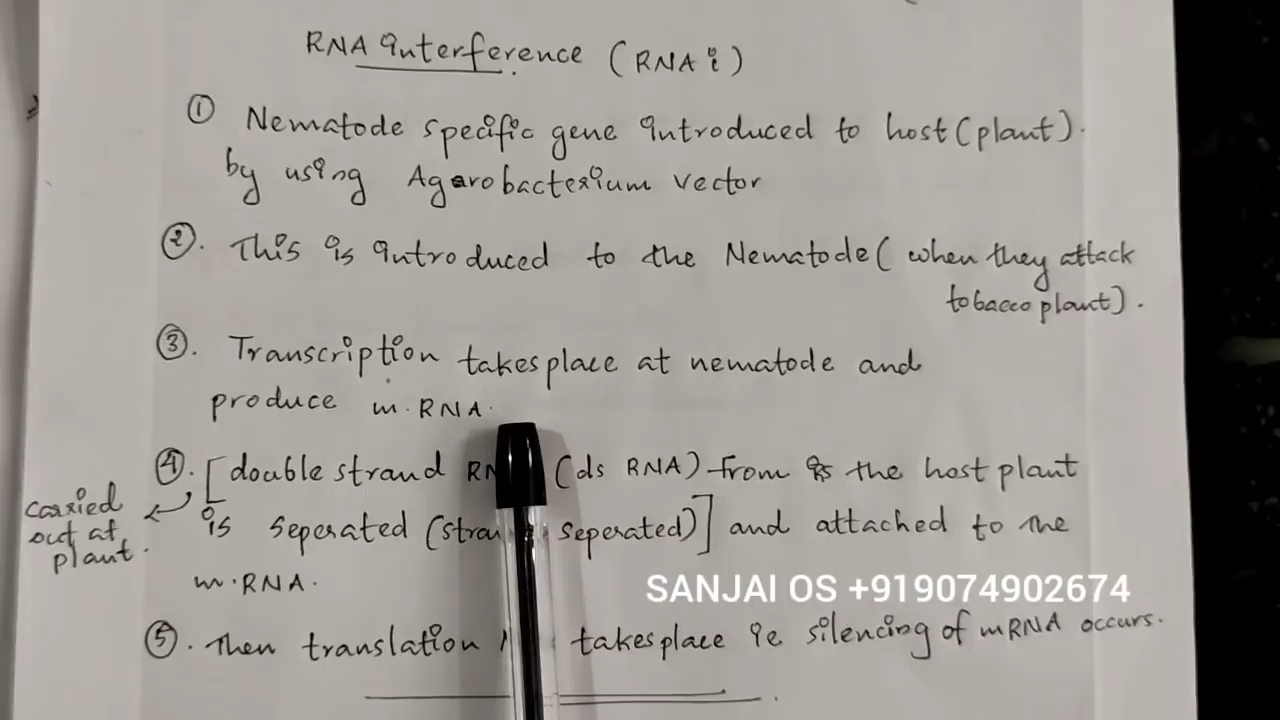 RNA interference (RNA i)
① Nematode specific gene introduced to host (plant).
by using Agarobacterium vector
②. This is introduced to the Nematode ( when they attack
tobacco plant).
③. Transcription takesplace at nematode and
produce m.RNA.
④. [double strand (ds RNA) from the host plant
carried out at plant.
is seperated seperated)] and attached to the
m.RNA.
SANJAI OS +919074902674
⑤. Then translation takesplace ie silencing of mRNA occurs.